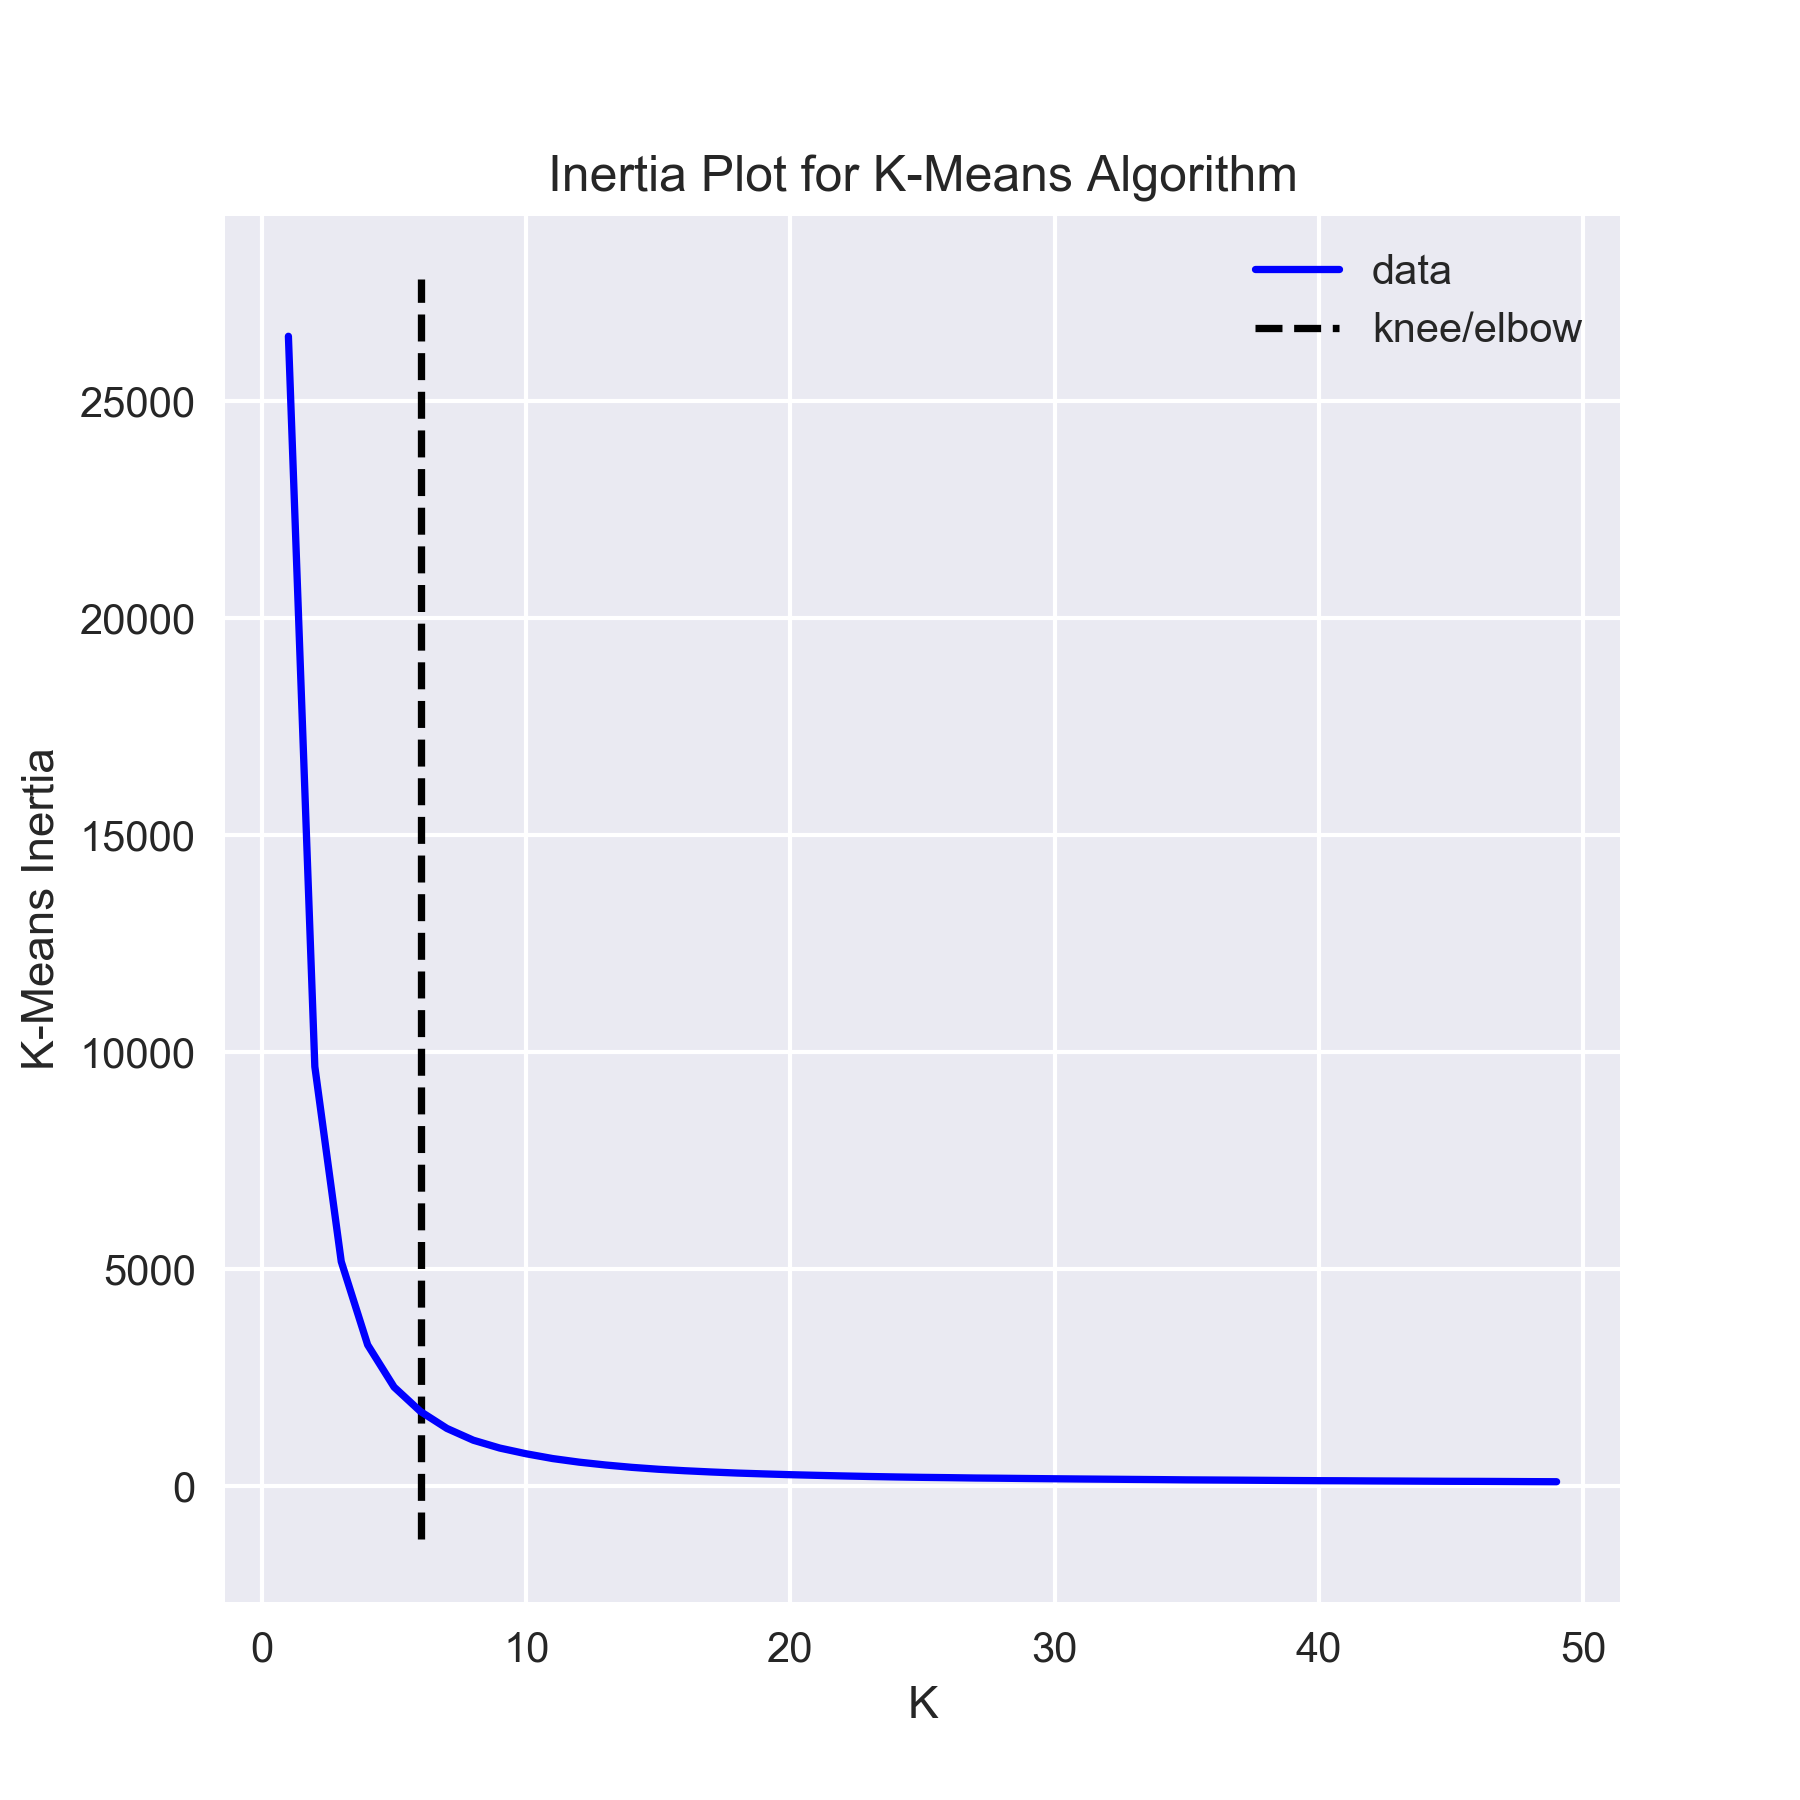 Inertia Plot for K-Means Algorithm
data
knee/elbow
25000
20000
15000
10000
5000
0
K-Means Inertia
0 10 20 30 40 50
K